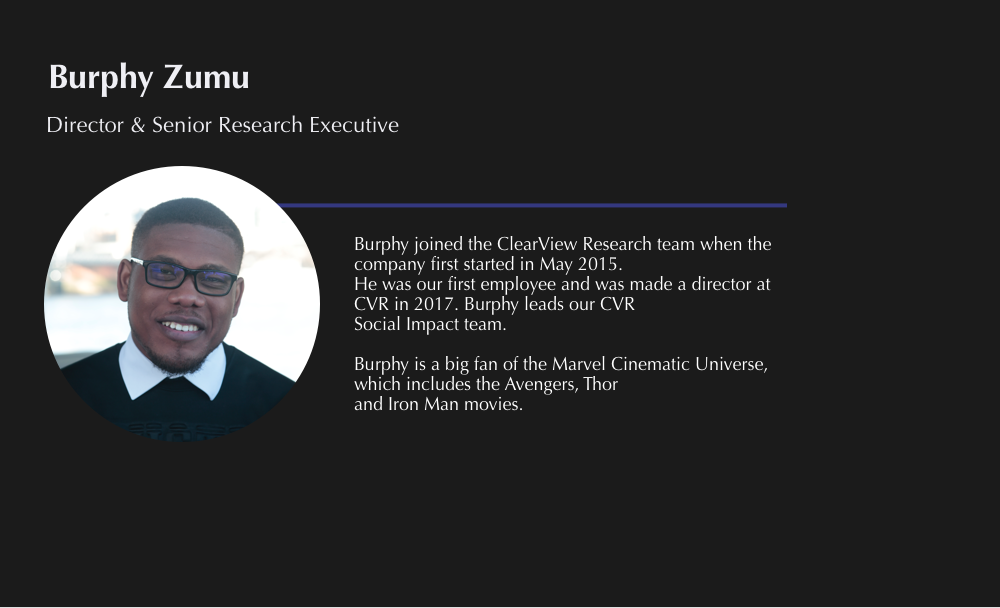 Burphy Zumu
Director & Senior Research Executive
Burphy joined the ClearView Research team when the
company first started in May 2015.
He was our first employee and was made a director at
CVR in 2017. Burphy leads our CVR
Social Impact team.
Burphy is a big fan of the Marvel Cinematic Universe,
which includes the Avengers, Thor
and Iron Man movies.